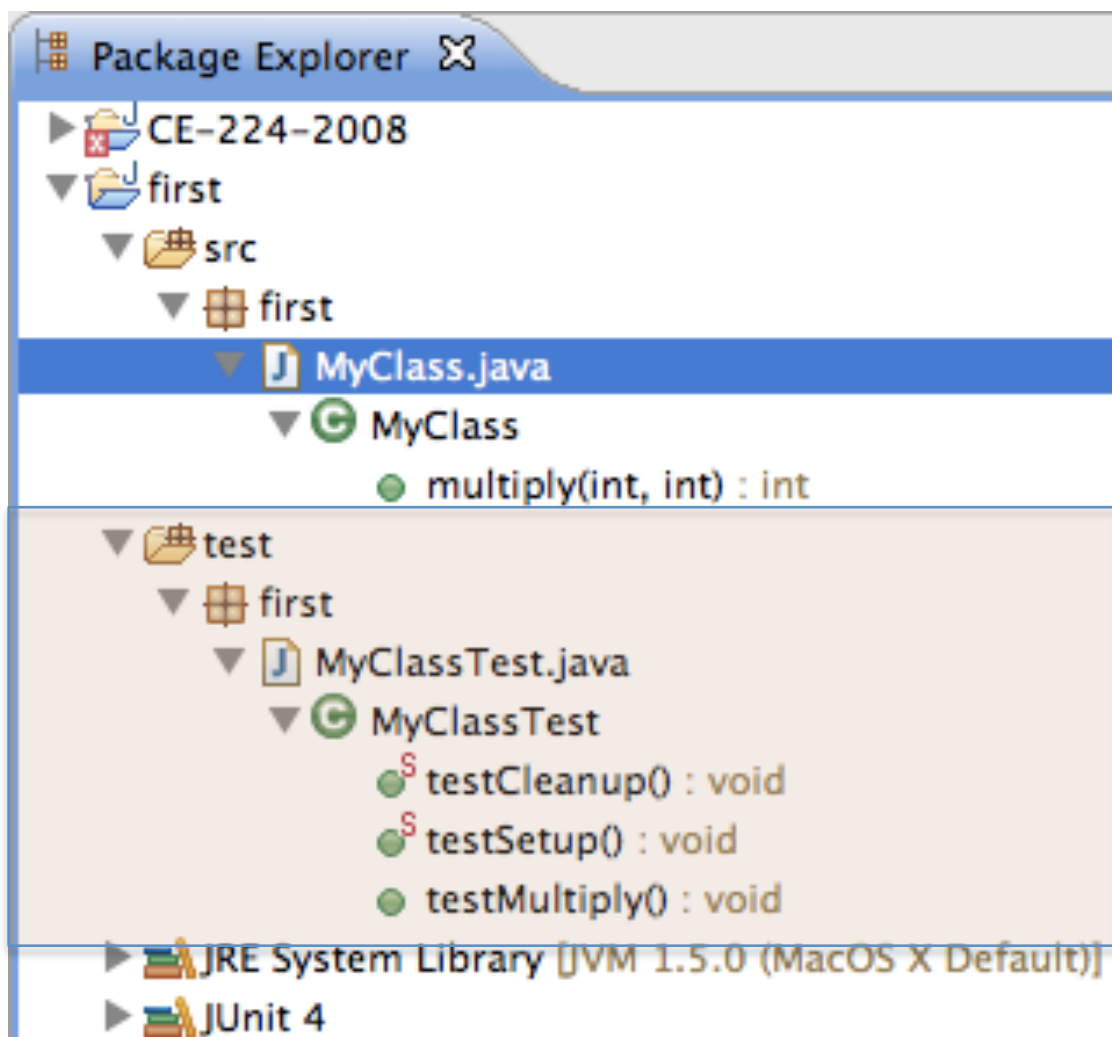 Package Explorer
CE-224-2008
first
src
first
MyClass.java
MyClass
multiply(int, int) : int
test
first
MyClassTest.java
MyClassTest
testCleanup() : void
testSetup() : void
testMultiply() : void
JRE System Library [JVM 1.5.0 (MacOS X Default)]
JUnit 4